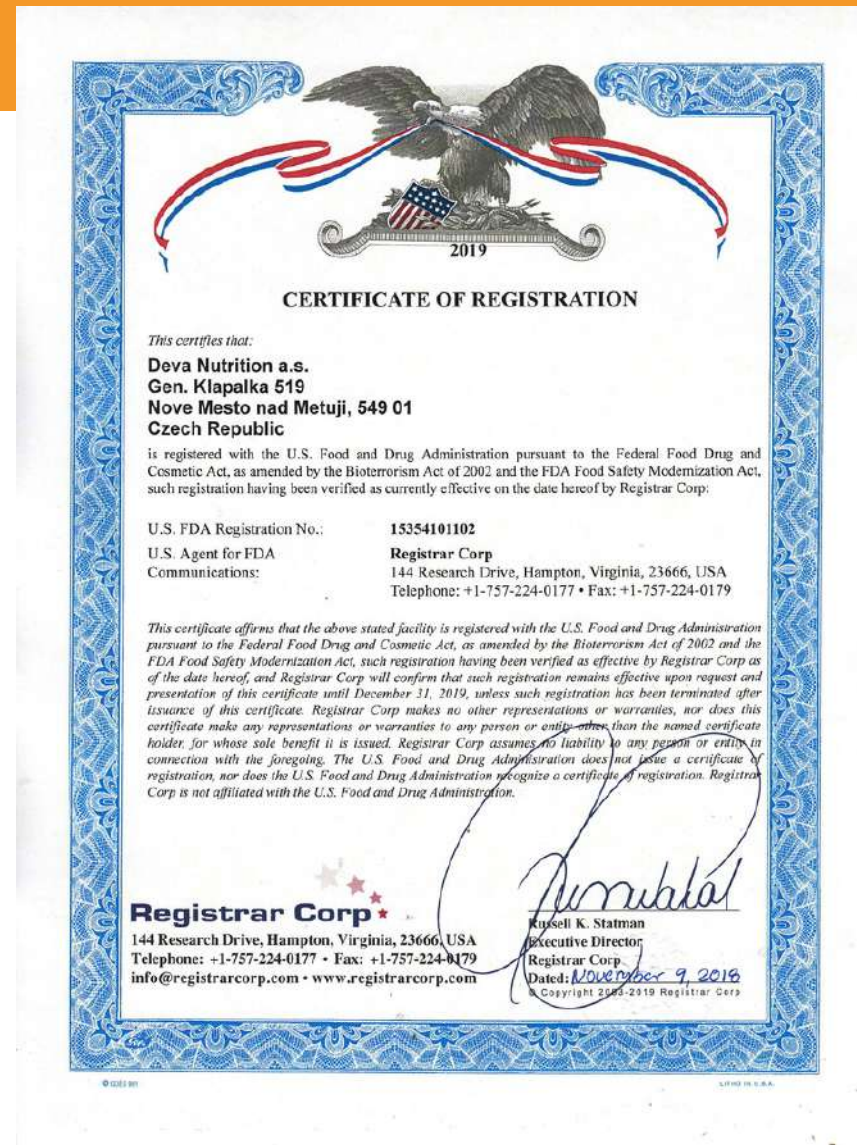 2019
CERTIFICATE OF REGISTRATION
This certifies that:
Deva Nutrition a.s.
Gen. Klapalka 519
Nove Mesto nad Metuji, 549 01
Czech Republic
is registered with the U.S. Food and Drug Administration pursuant to the Federal Food Drug and
Cosmetic Act, as amended by the Bioterrorism Act of 2002 and the FDA Food Safety Modernization Act,
such registration having been verified as currently effective on the date hereof by Registrar Corp:
U.S. FDA Registration No.: 15354101102
U.S. Agent for FDA Registrar Corp
Communications: 144 Research Drive, Hampton, Virginia, 23666, USA
Telephone: +1-757-224-0177 • Fax: +1-757-224-0179
This certificate affirms that the above stated facility is registered with the U.S. Food and Drug Administration
pursuant to the Federal Food Drug and Cosmetic Act, as amended by the Bioterrorism Act of 2002 and the
FDA Food Safety Modernization Act, such registration having been verified as effective by Registrar Corp as
of the date hereof, and Registrar Corp will confirm that such registration remains effective upon request and
presentation of this certificate until December 31, 2019, unless such registration has been terminated after
issuance of this certificate. Registrar Corp makes no other representations or warranties, nor does this
certificate make any representations or warranties to any person or entity other than the named certificate
holder, for whose sole benefit it is issued. Registrar Corp assumes no liability to any person or entity in
connection with the foregoing. The U.S. Food and Drug Administration does not issue a certificate of
registration, nor does the U.S. Food and Drug Administration recognize a certificate of registration. Registrar
Corp is not affiliated with the U.S. Food and Drug Administration.
Registrar Corp
144 Research Drive, Hampton, Virginia, 23666, USA
Telephone: +1-757-224-0177 • Fax: +1-757-224-0179
info@registrarcorp.com • www.registrarcorp.com
Russell K. Statman
Executive Director
Registrar Corp
Dated: November 9, 2018
© Copyright 2003-2019 Registrar Corp
LITHO IN U.S.A.